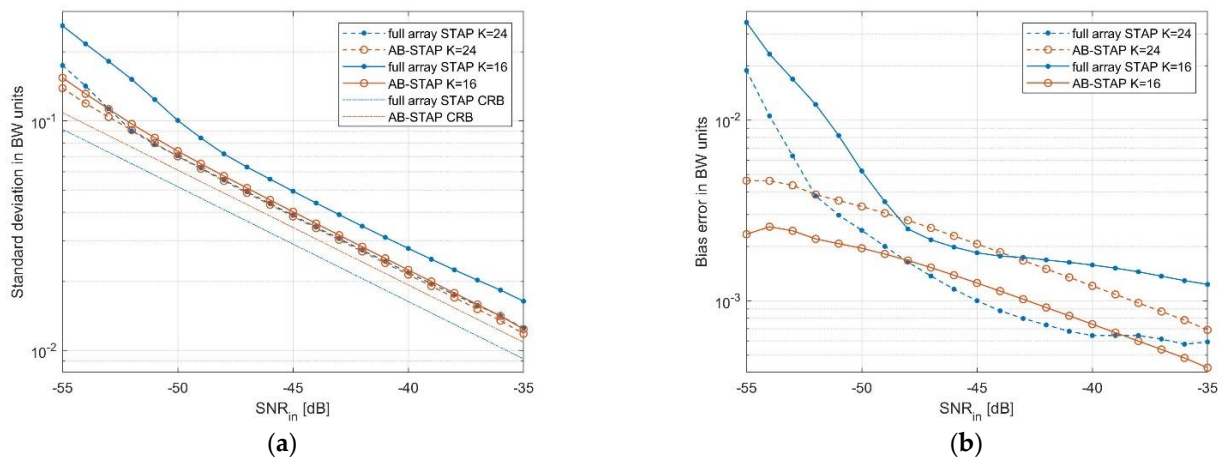 Standard deviation in BW units
10^-1
10^-2
-55 -50 -45 -40 -35
SNR_in [dB]
full array STAP K=24
AB-STAP K=24
full array STAP K=16
AB-STAP K=16
full array STAP CRB
AB-STAP CRB
(a)
Bias error in BW units
10^-2
10^-3
-55 -50 -45 -40 -35
SNR_in [dB]
full array STAP K=24
AB-STAP K=24
full array STAP K=16
AB-STAP K=16
(b)